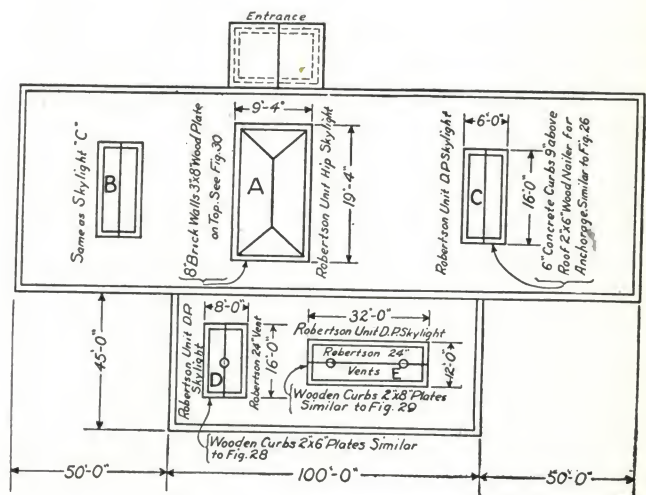 Entrance
9'-4"
6'-0"
Same as Skylight "C"
B
8" Brick Walls 3"x8" Wood Plate
on Top. See Fig. 30
A
Robertson Unit Hip Skylight
19'-4"
Robertson Unit D.P. Skylight
C
16'-0"
6" Concrete Curbs 9" above
Roof 2"x6" Wood Nailer for
Anchorage. Similar to Fig. 26
45'-0"
8'-0"
Robertson Unit D.P.
Skylight
D
Robertson 24" Vent
16'-0"
32'-0"
Robertson Unit D.P. Skylight
Robertson 24"
Vents
E
12'-0"
Wooden Curbs 2"x8" Plates
Similar to Fig. 29
Wooden Curbs 2"x6" Plates Similar
to Fig. 28
50'-0"
100'-0"
50'-0"